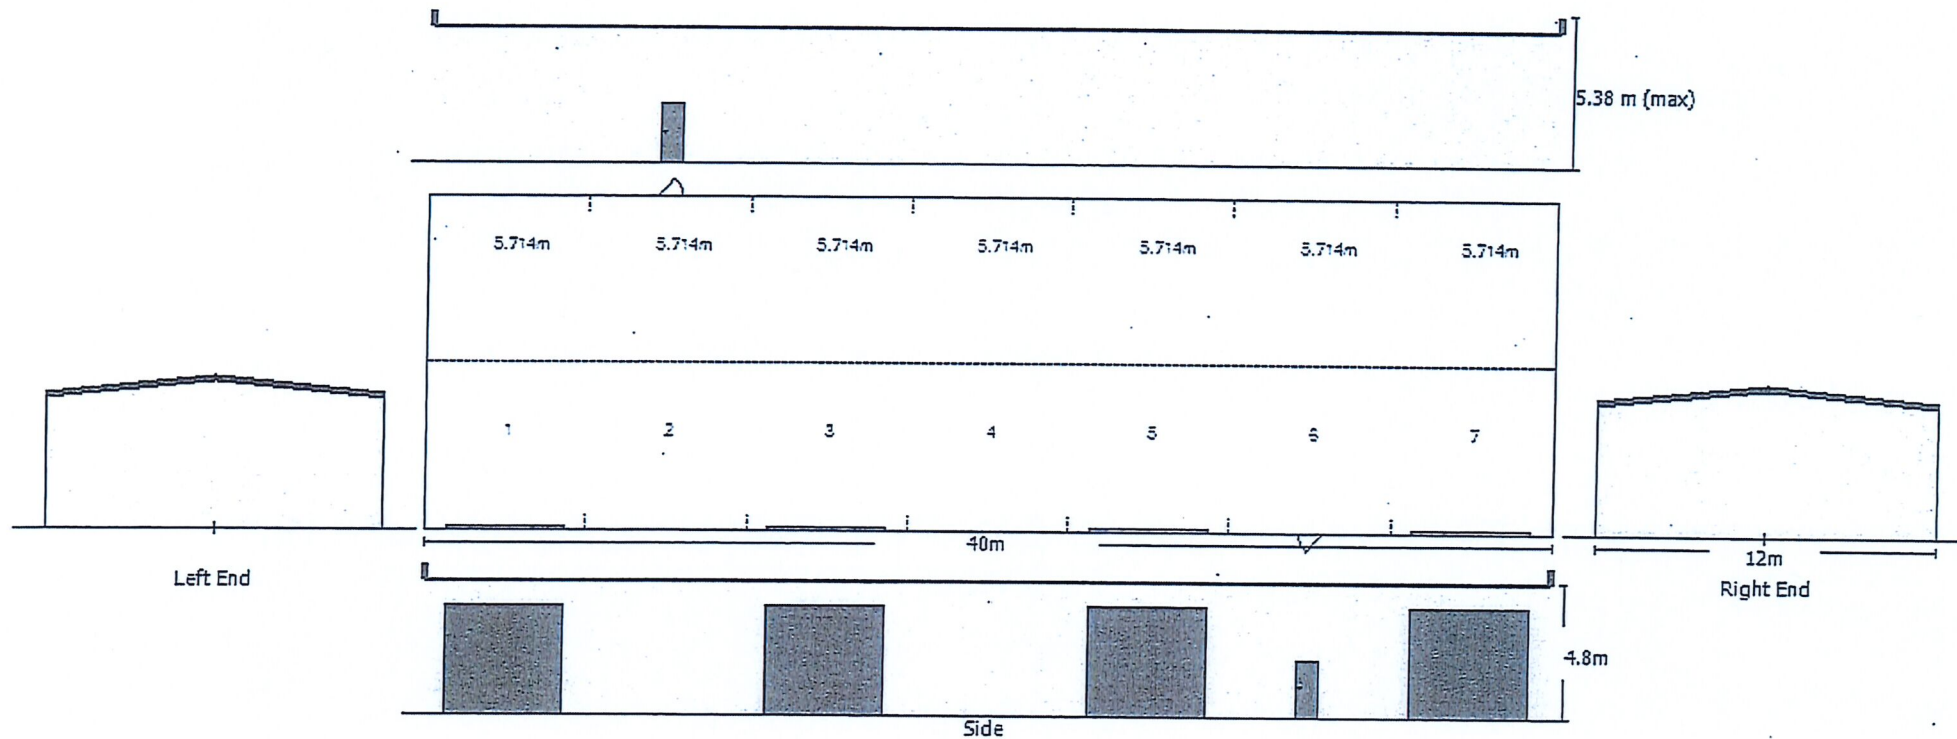 5.38 m (max)
5.714m 5.714m 5.714m 5.714m 5.714m 5.714m 5.714m
1 2 3 4 5 6 7
40m
12m
Left End
Right End
4.8m
Side